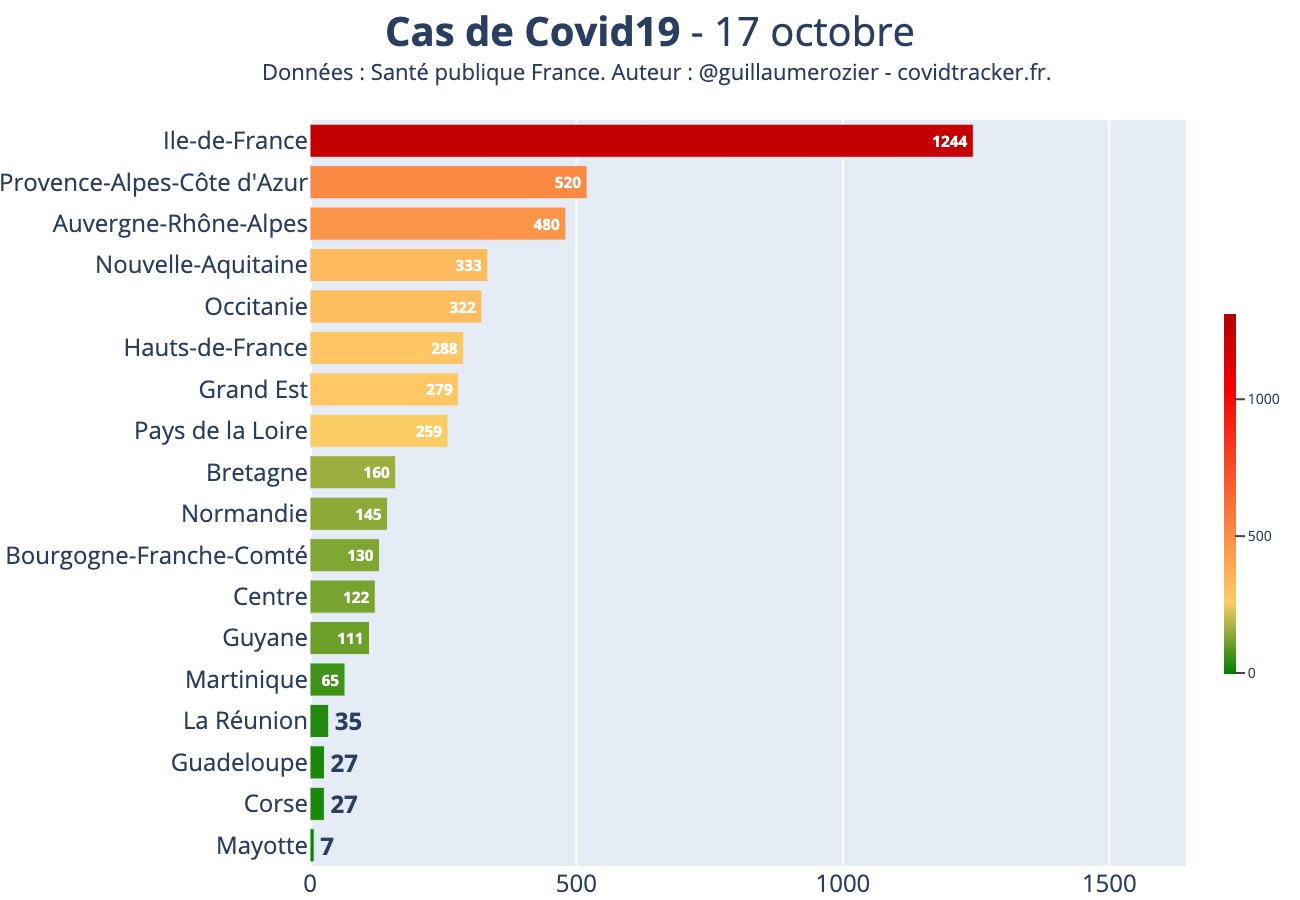 Cas de Covid19 - 17 octobre
Données : Santé publique France. Auteur : @guillaumerozier - covidtracker.fr.
Ile-de-France 1244
Provence-Alpes-Côte d'Azur 520
Auvergne-Rhône-Alpes 480
Nouvelle-Aquitaine 333
Occitanie 322
Hauts-de-France 288
Grand Est 279
Pays de la Loire 259
Bretagne 160
Normandie 145
Bourgogne-Franche-Comté 130
Centre 122
Guyane 111
Martinique 65
La Réunion 35
Guadeloupe 27
Corse 27
Mayotte 7
0 500 1000 1500
1000
500
0